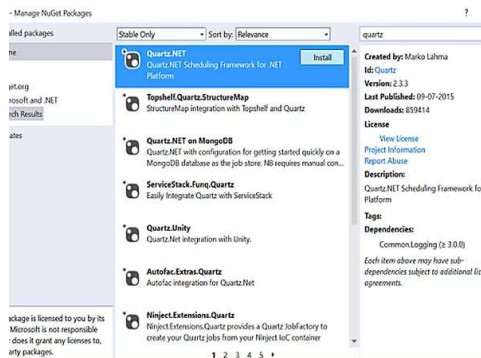 - Manage NuGet Packages
?
alled packages
Stable Only
Sort by: Relevance
quartz
ne
et.org
rosoft and .NET
rch Results
ates
Quartz.NET
Install
Quartz.NET Scheduling Framework for .NET
Platform
Topshelf.Quartz.StructureMap
StructureMap integration with Topshelf and Quartz
Quartz.NET on MongoDB
Quartz.NET with configuration for getting started quickly on a
MongoDB database as the job store. NB requires manual con...
ServiceStack.Funq.Quartz
Easily Integrate Quartz with ServiceStack
Quartz.Unity
Quartz.Net integration with Unity.
Autofac.Extras.Quartz
Autofac integration for Quartz.Net
Ninject.Extensions.Quartz
Ninject.Extensions.Quartz provides a Quartz JobFactory to
create your Quartz jobs from your Ninject IoC container
1 2 3 4 5
Created by: Marko Lahma
Id: Quartz
Version: 2.3.3
Last Published: 09-07-2015
Downloads: 859414
License
View License
Project Information
Report Abuse
Description:
Quartz.NET Scheduling Framework fo
Platform
Tags:
Dependencies:
Common.Logging (≥ 3.0.0)
Each item above may have sub-
dependencies subject to additional lic
agreements.
ackage is licensed to you by its
Microsoft is not responsible
does it grant any licenses to,
arty packages.